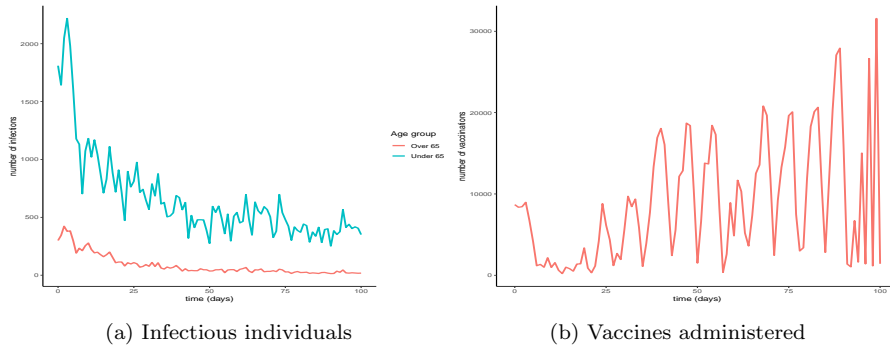 2000
1500
1000
500
0
number of infections
0 25 50 75 100
time (days)
Age group
Over 65
Under 65
(a) Infectious individuals
30000
20000
10000
0
number of vaccinations
0 25 50 75 100
time (days)
(b) Vaccines administered